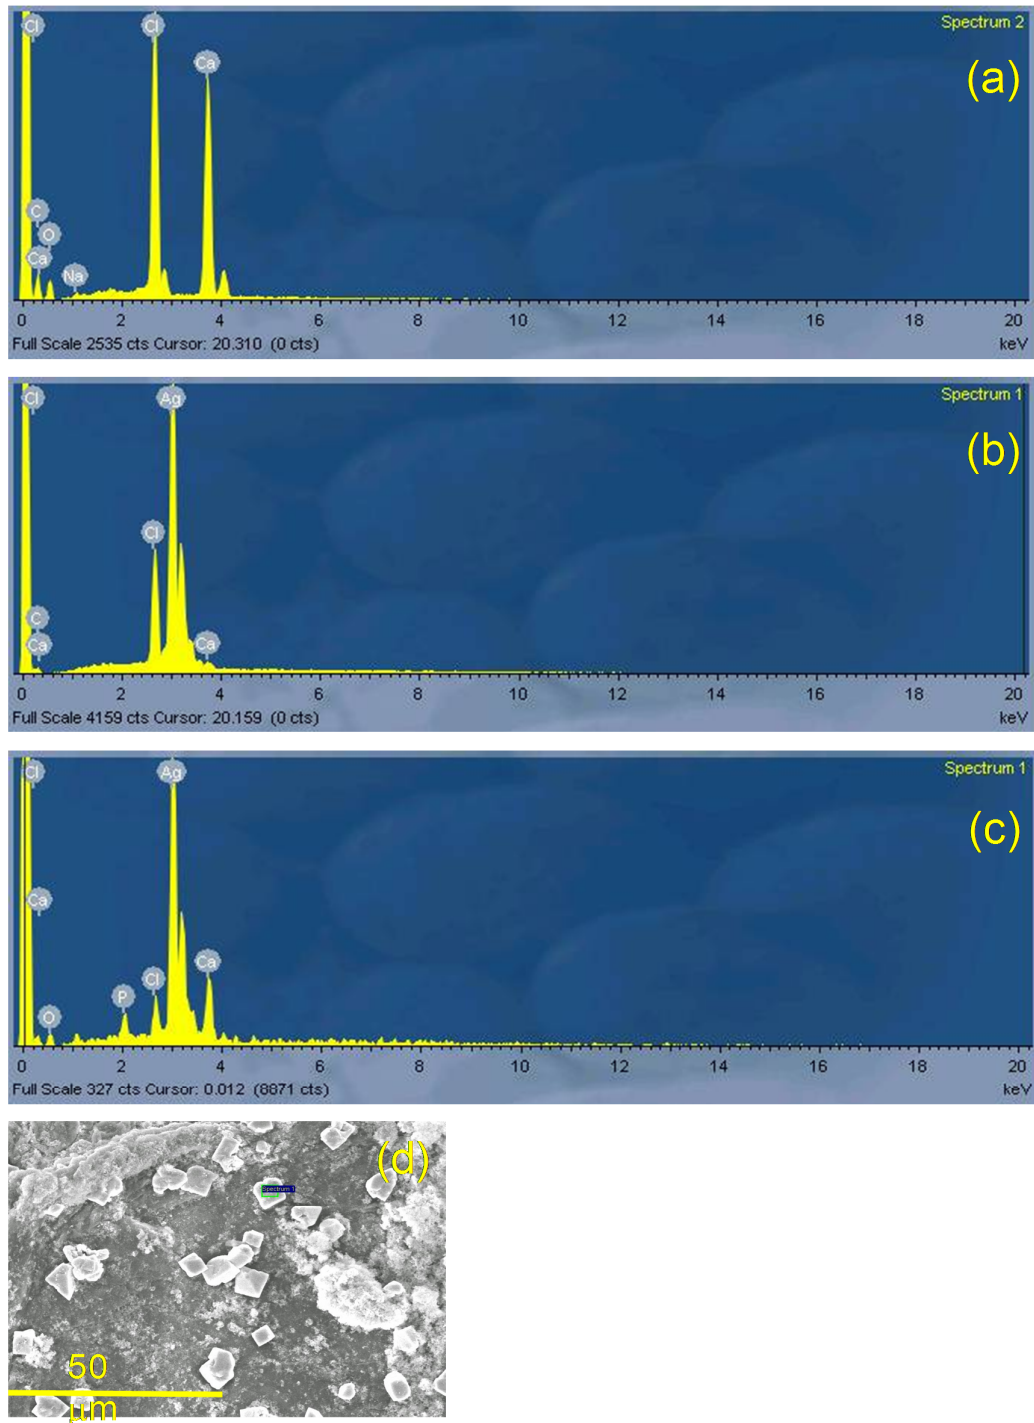 Spectrum 2
(a)
Cl
Cl
Ca
C
O
Ca
Na
0 2 4 6 8 10 12 14 16 18 20
Full Scale 2535 cts Cursor: 20.310 (0 cts)
keV
Spectrum 1
(b)
Cl
Ag
Cl
C
Ca
Ca
0 2 4 6 8 10 12 14 16 18 20
Full Scale 4159 cts Cursor: 20.159 (0 cts)
keV
Spectrum 1
(c)
Cl
Ag
Ca
Ca
Cl
P
O
0 2 4 6 8 10 12 14 16 18 20
Full Scale 327 cts Cursor: 0.012 (8871 cts)
keV
(d)
Spectrum 1
50
µm